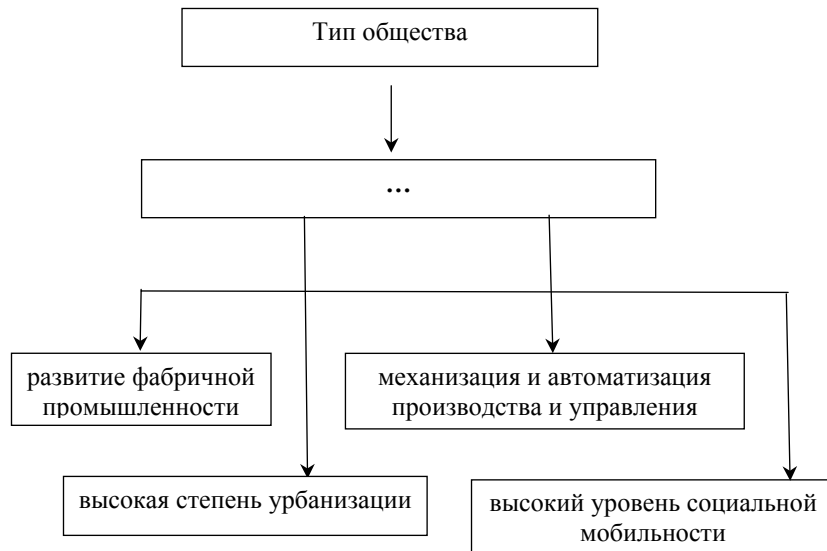 Тип общества
...
развитие фабричной
промышленности
механизация и автоматизация
производства и управления
высокая степень урбанизации
высокий уровень социальной
мобильности